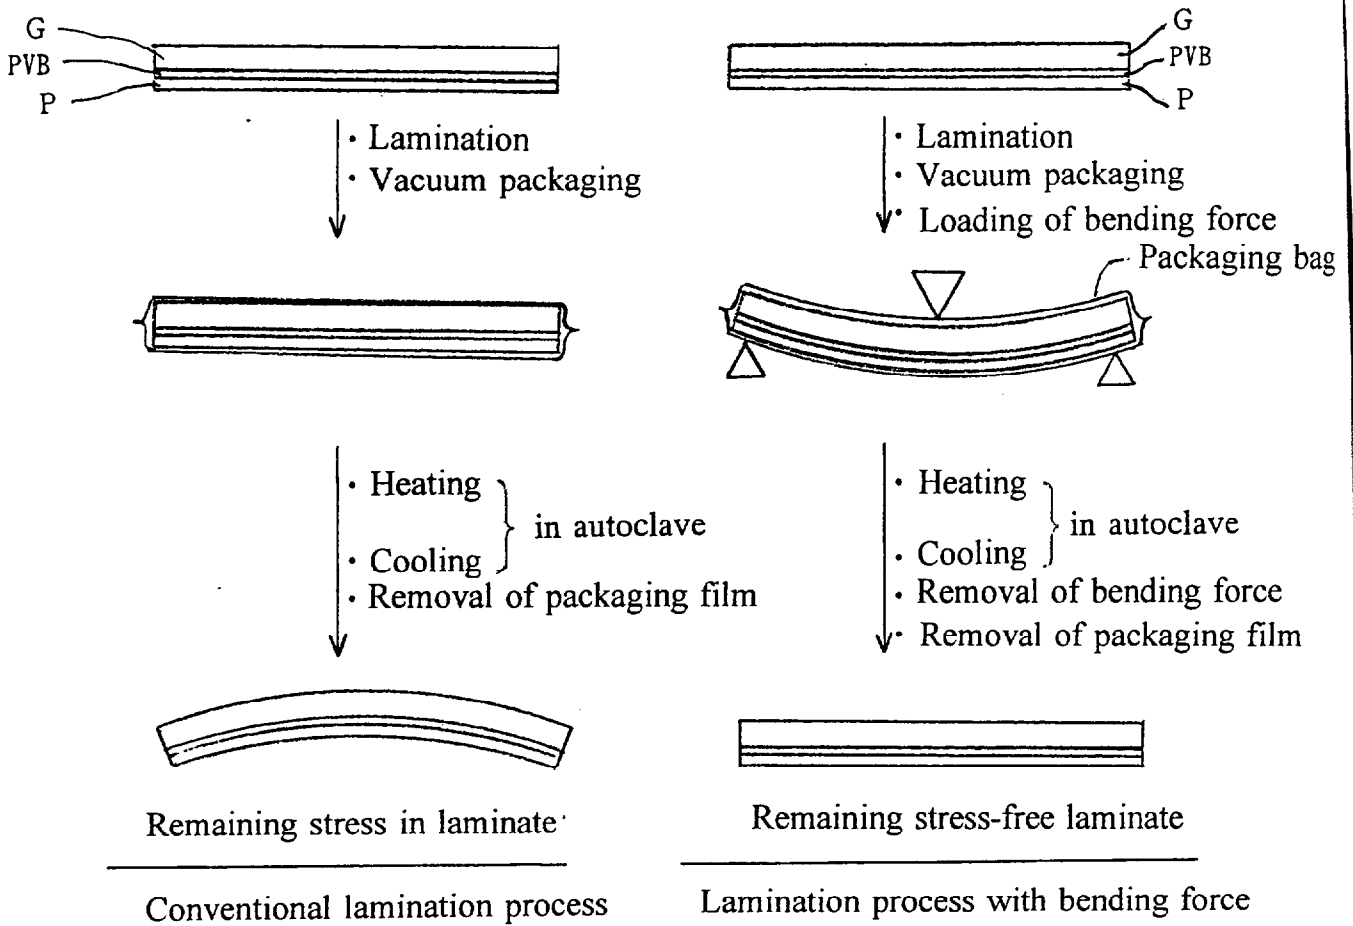 G
PVB
P
· Lamination
· Vacuum packaging
· Heating
in autoclave
· Cooling
· Removal of packaging film
Remaining stress in laminate
Conventional lamination process
G
PVB
P
· Lamination
· Vacuum packaging
· Loading of bending force
Packaging bag
· Heating
in autoclave
· Cooling
· Removal of bending force
· Removal of packaging film
Remaining stress-free laminate
Lamination process with bending force